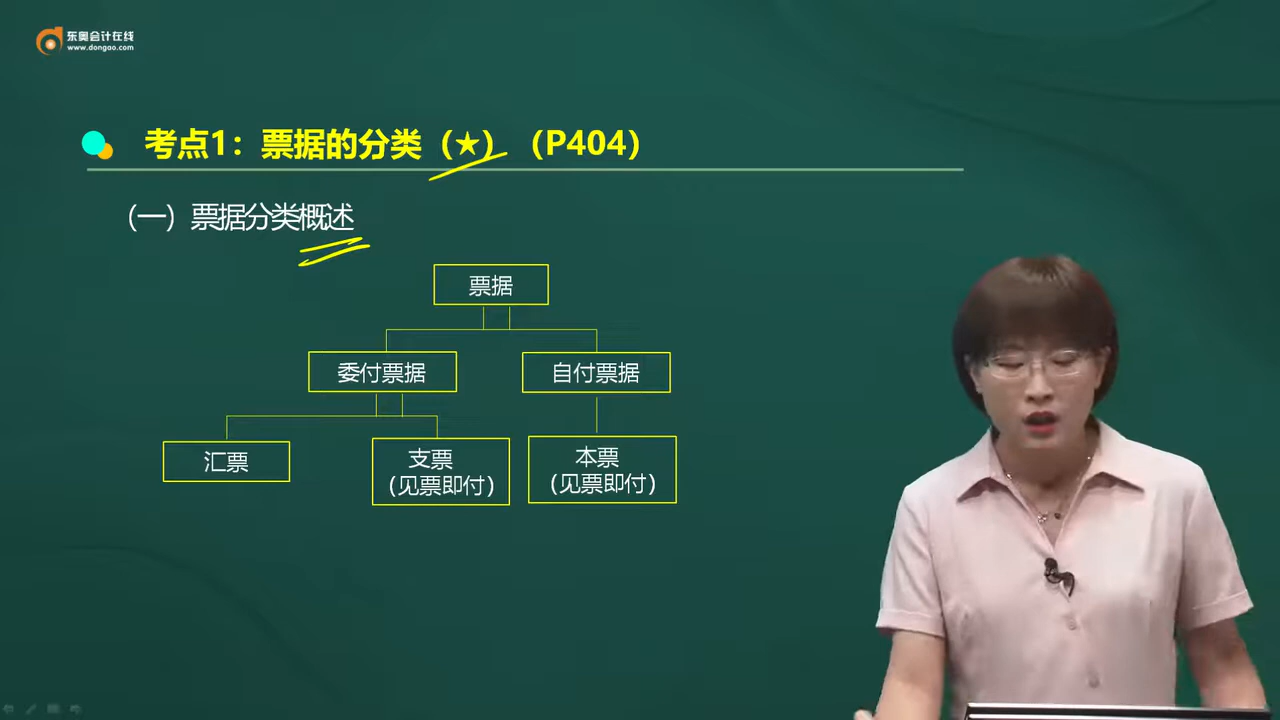 东奥会计在线
www.dongao.com
考点1：票据的分类（★）（P404）
（一）票据分类概述
票据
委付票据
自付票据
汇票
支票
（见票即付）
本票
（见票即付）